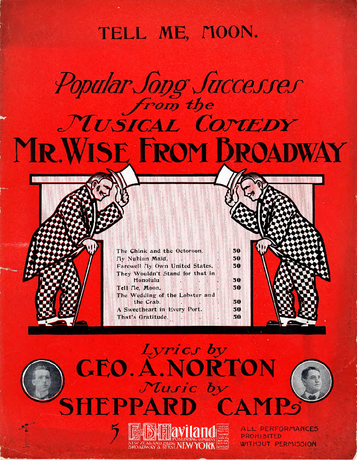 TELL ME, MOON.
Popular Song Successes
from the
MUSICAL COMEDY
MR. WISE FROM BROADWAY
The Chink and the Octoroon. 50
My Nubian Maid. 50
Farewell My Own United States. 50
They Wouldn't Stand for that in
Honolulu. 50
Tell Me, Moon. 50
The Wedding of the Lobster and
the Crab. 50
A Sweetheart in Every Port. 50
That's Gratitude. 50
Lyrics by
GEO. A. NORTON
Music by
SHEPPARD CAMP
5
F.B. Haviland
BROADWAY NEW YORK
ALL PERFORMANCES
PROHIBITED
WITHOUT PERMISSION